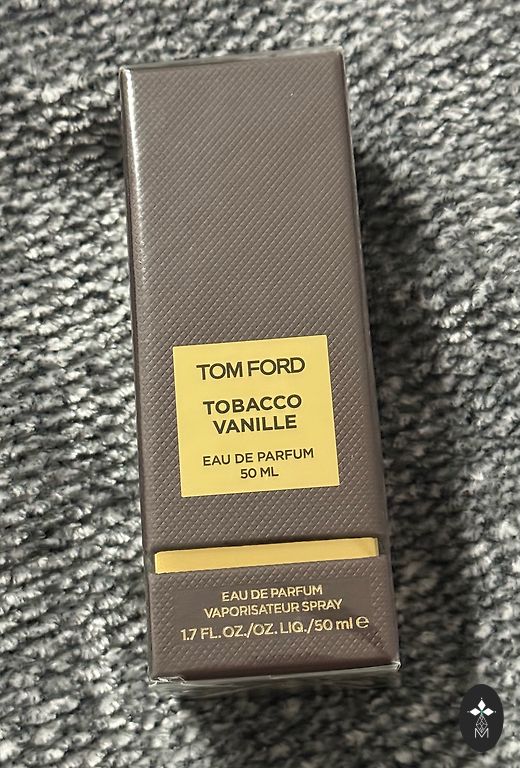 TOM FORD
TOBACCO
VANILLE
EAU DE PARFUM
50 ML
EAU DE PARFUM
VAPORISATEUR SPRAY
1.7 FL. OZ./OZ. LIQ./50 ml ℮
M